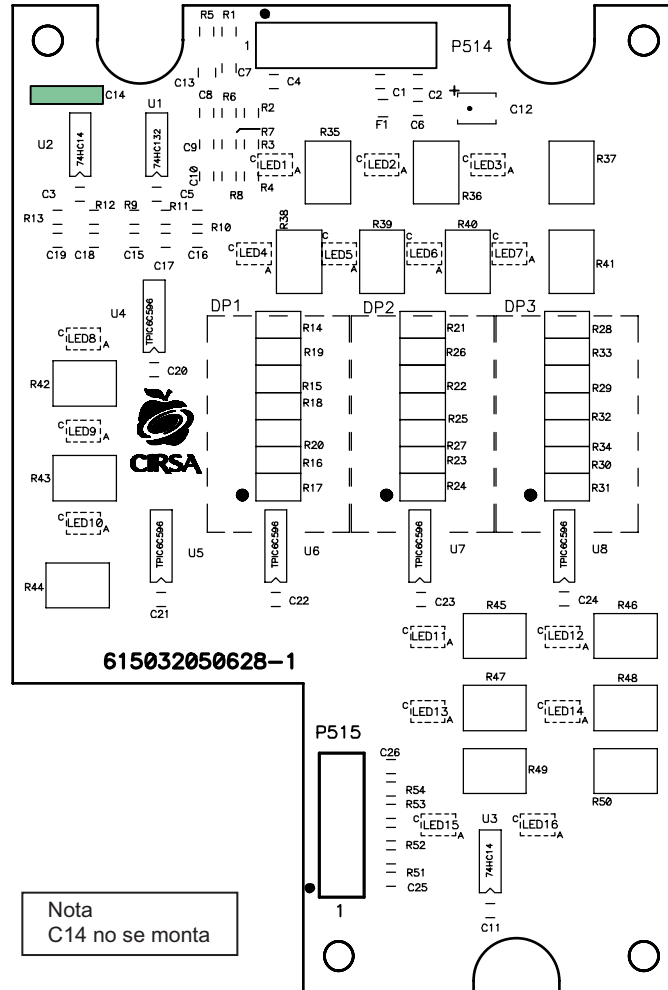 R5 R1
1 P514
C13 C7 C4 C1 C2
C14 C12
C8 R6 R2 F1 C6
U2 U1
74HC14 74HC132
R7
C9 R3 R35
C LED1 A C LED2 A C LED3 A R37
C10 R8 R4 R36
C3 C5
R13 R12 R9 R11 R10 R38 R39 R40
C19 C18 C15 C16
C LED4 A C LED5 A C LED6 A C LED7 A R41
C17
U4 TPIC6C596
DP1 DP2 DP3
C LED8 A R14 R21 R28
R19 R26 R33
C20
R42 R15 R22 R29
R18 R25 R32
C LED9 A
R20 R27 R34
CIRSA R16 R23 R30
R43 R17 R24 R31
C LED10 A
TPIC6C596 U5 TPIC6C596 U6 TPIC6C596 U7 TPIC6C596 U8
R44
C21 C22 C23 C24
R45 R46
C LED11 A C LED12 A
615032050628-1
R47 R48
C LED13 A C LED14 A
P515
C26
R49
R54 R50
R53
C LED15 A U3 C LED16 A
R52
74HC14
R51
C25
1
C11
Nota
C14 no se monta